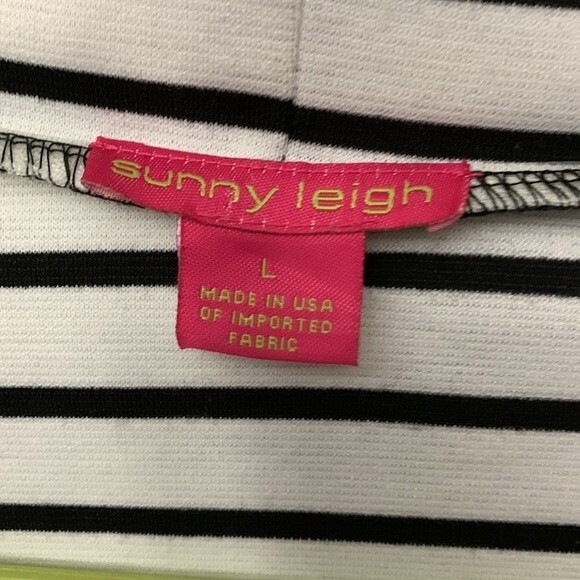 sunny leigh
L
MADE IN USA
OF IMPORTED
FABRIC